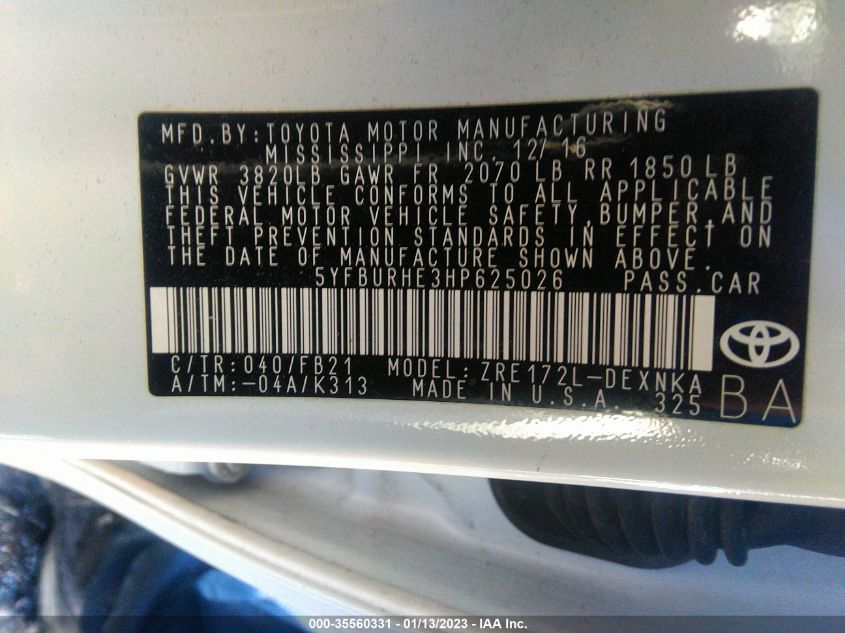 MFD.BY:TOYOTA MOTOR MANUFACTURING
MISSISSIPPI INC. 12/16
GVWR 3820LB GAWR FR 2070 LB RR 1850 LB
THIS VEHICLE CONFORMS TO ALL APPLICABLE
FEDERAL MOTOR VEHICLE SAFETY,BUMPER,AND
THEFT PREVENTION STANDARDS IN EFFECT ON
THE DATE OF MANUFACTURE SHOWN ABOVE.
5YFBURHE3HP625026 PASS.CAR
C/TR:040/FB21 MODEL:ZRE172L-DEXNKA
A/TM:-04A/K313 MADE IN U.S.A. 325
BA
000-35560331 - 01/13/2023 - IAA Inc.